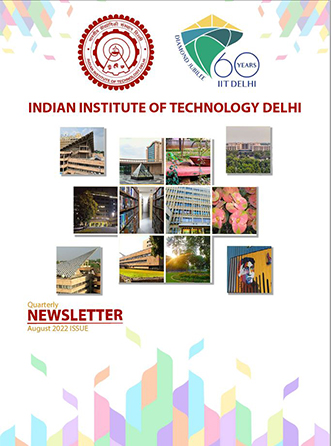 DIAMOND JUBILEE
60
YEARS
IIT DELHI
INDIAN INSTITUTE OF TECHNOLOGY DELHI
Quarterly
NEWSLETTER
August 2022 ISSUE